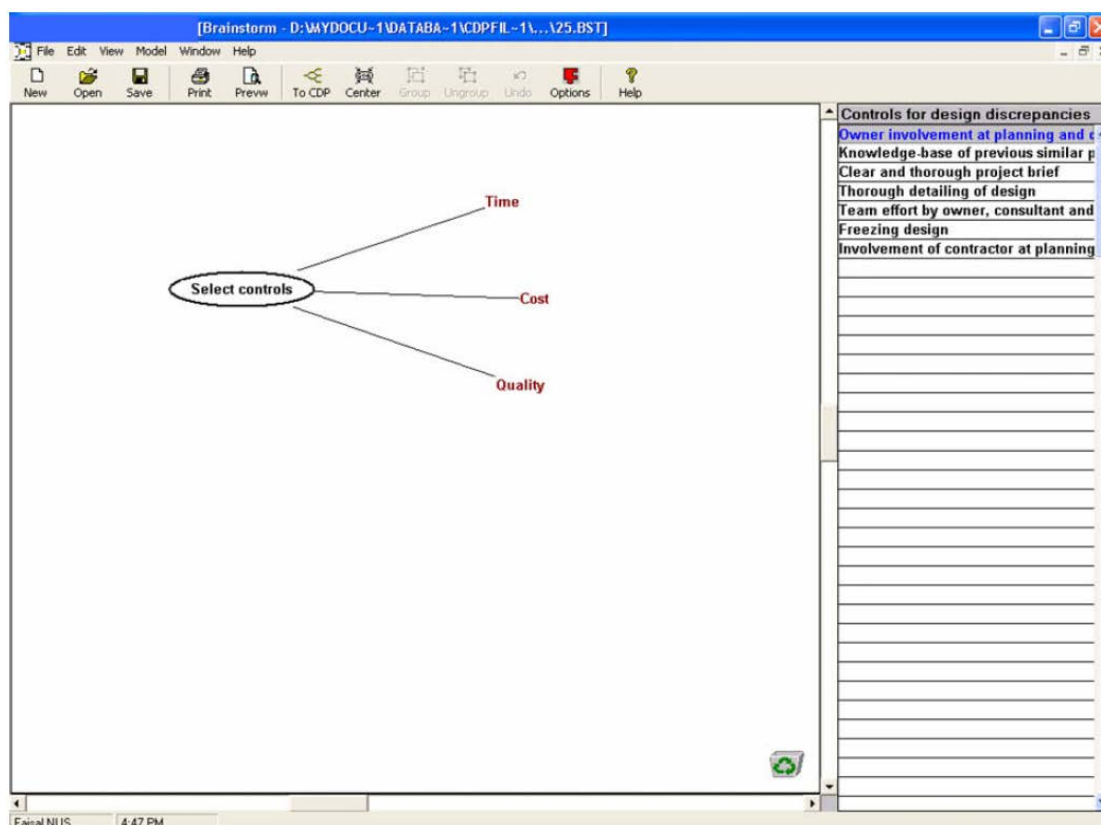 [Brainstorm - D:\MYDOCU~1\DATABA~1\CDPFIL~1\...\25.BST]
File Edit View Model Window Help
New Open Save Print Prevw To CDP Center Group Ungroup Undo Options Help
Controls for design discrepancies
Owner involvement at planning and
Knowledge-base of previous similar
Clear and thorough project brief
Thorough detailing of design
Team effort by owner, consultant and
Freezing design
Involvement of contractor at planning
Time
Select controls
Cost
Quality
Faisal NUS 4:47 PM